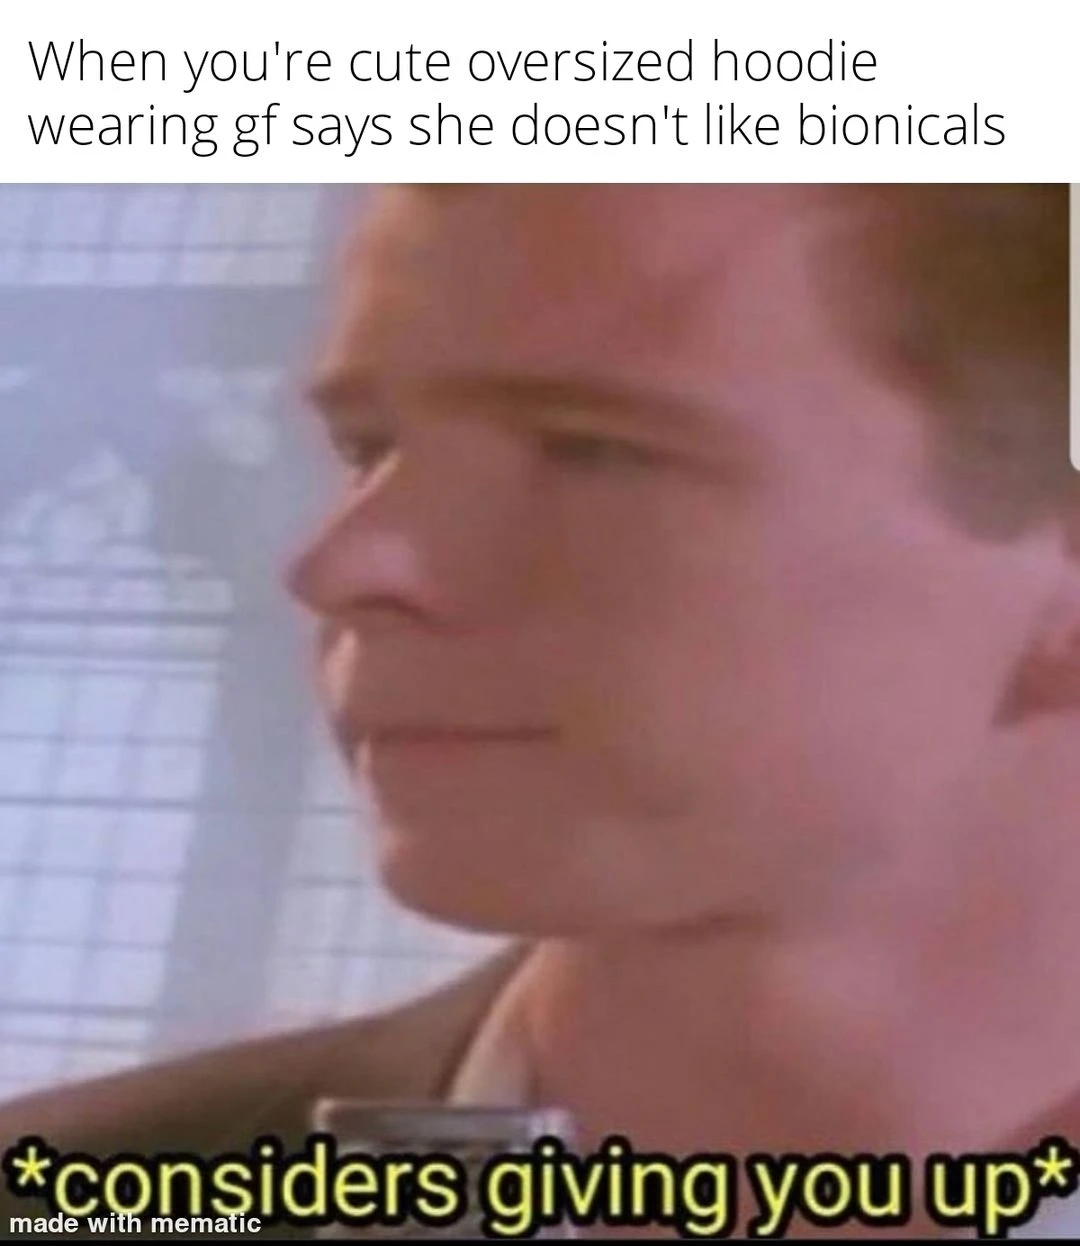 When you're cute oversized hoodie
wearing gf says she doesn't like bionicals
*considers giving you up*
made with mematic